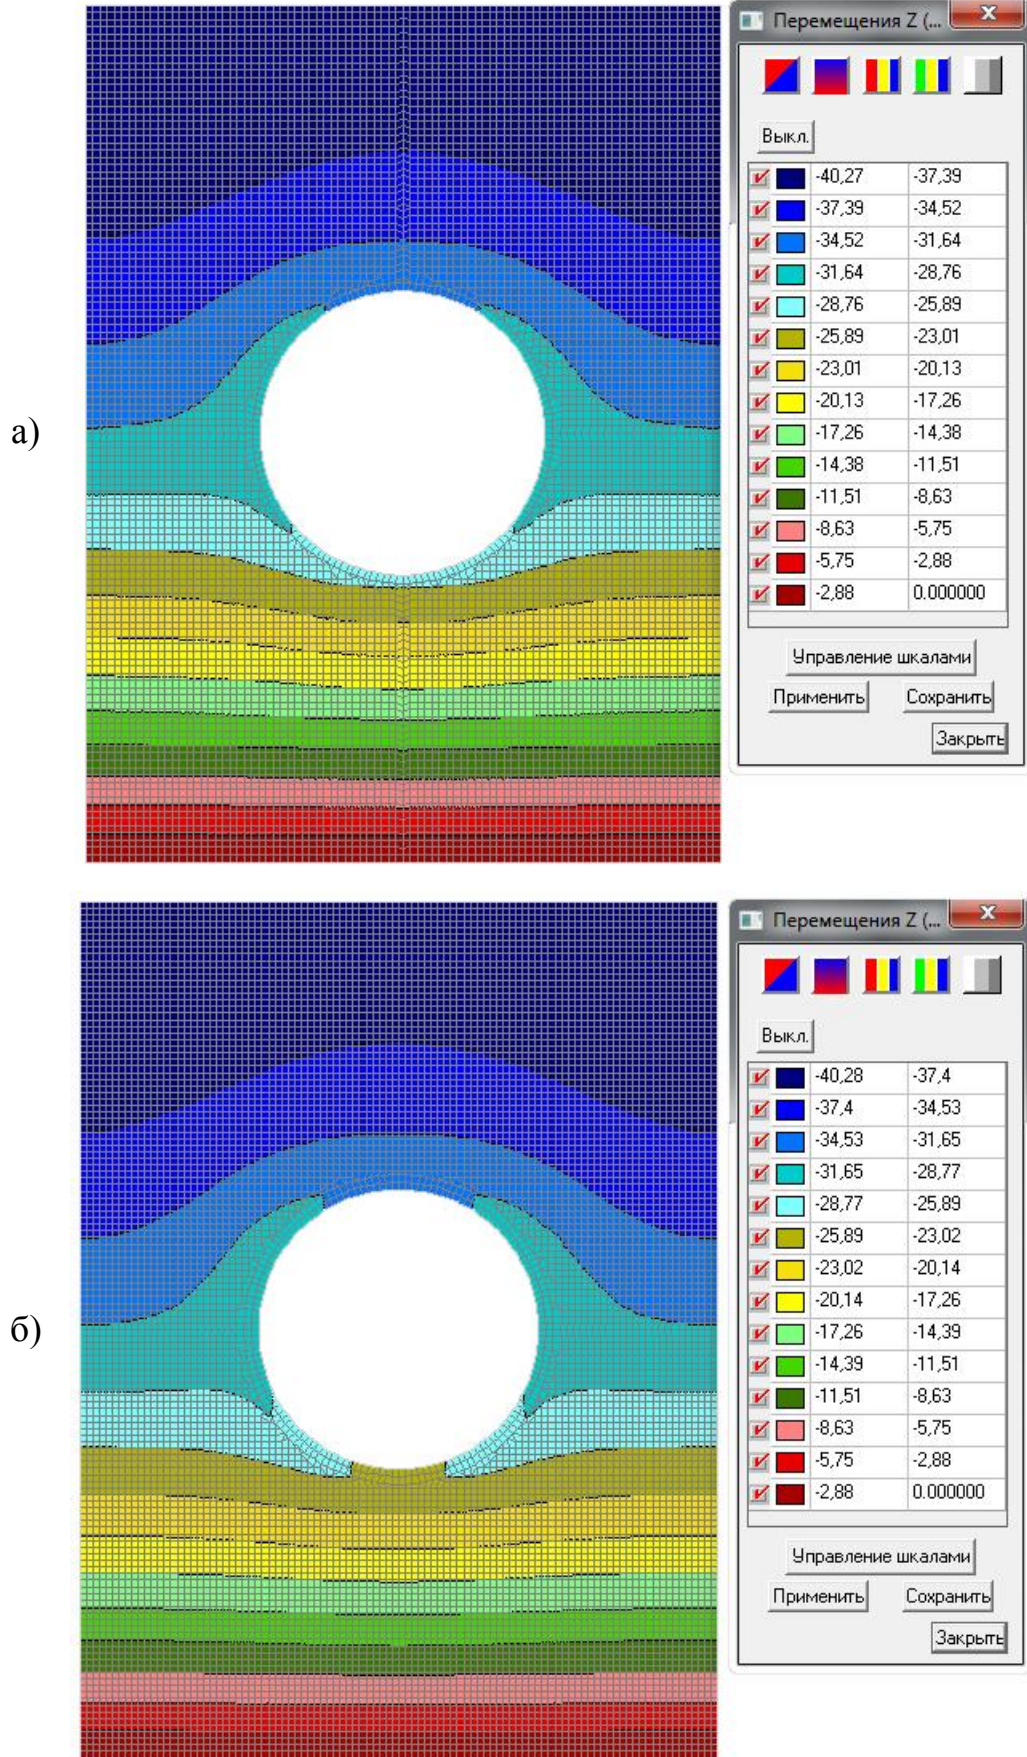 Перемещения Z (...
Выкл.
-40,27 -37,39
-37,39 -34,52
-34,52 -31,64
-31,64 -28,76
-28,76 -25,89
-25,89 -23,01
-23,01 -20,13
-20,13 -17,26
-17,26 -14,38
-14,38 -11,51
-11,51 -8,63
-8,63 -5,75
-5,75 -2,88
-2,88 0.000000
Управление шкалами
Применить Сохранить
Закрыть
а)
Перемещения Z (...
Выкл.
-40,28 -37,4
-37,4 -34,53
-34,53 -31,65
-31,65 -28,77
-28,77 -25,89
-25,89 -23,02
-23,02 -20,14
-20,14 -17,26
-17,26 -14,39
-14,39 -11,51
-11,51 -8,63
-8,63 -5,75
-5,75 -2,88
-2,88 0.000000
Управление шкалами
Применить Сохранить
Закрыть
б)